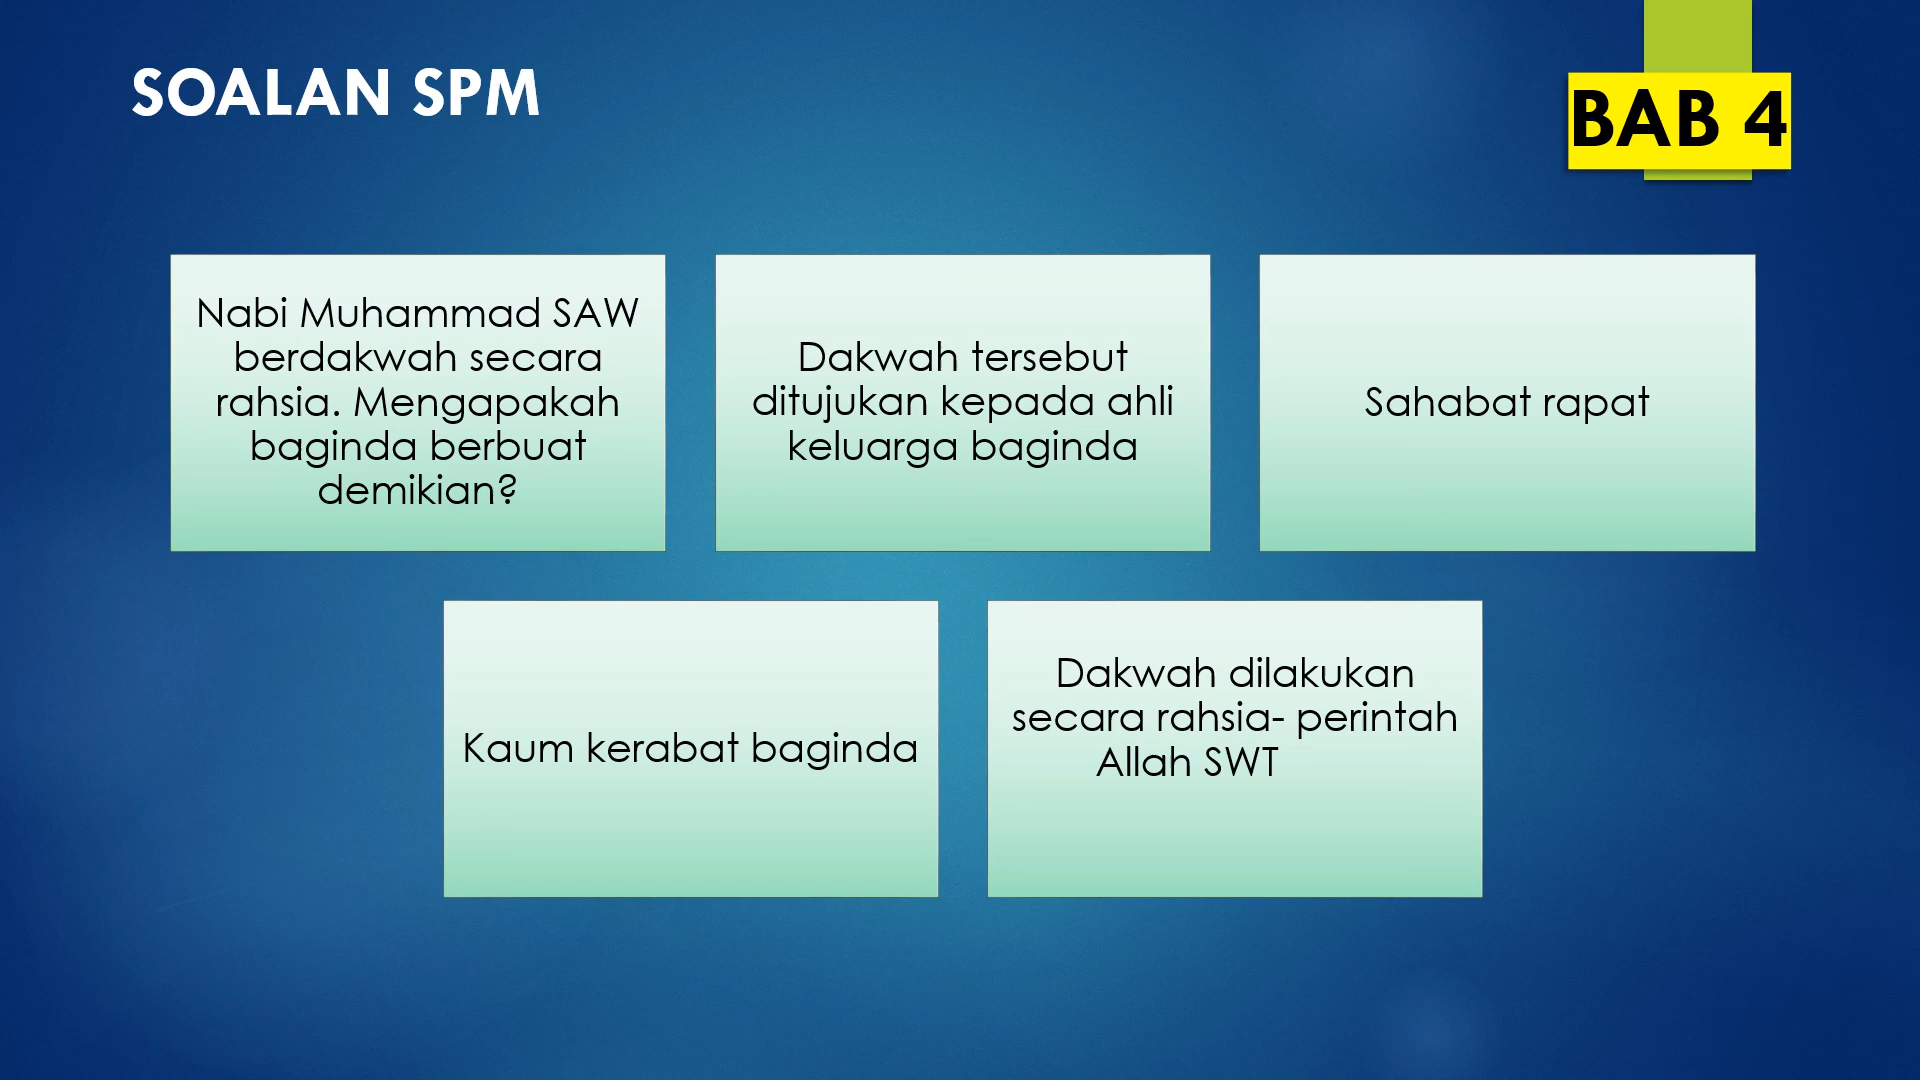 SOALAN SPM
BAB 4
Nabi Muhammad SAW
berdakwah secara
rahsia. Mengapakah
baginda berbuat
demikian?
Dakwah tersebut
ditujukan kepada ahli
keluarga baginda
Sahabat rapat
Kaum kerabat baginda
Dakwah dilakukan
secara rahsia- perintah
Allah SWT